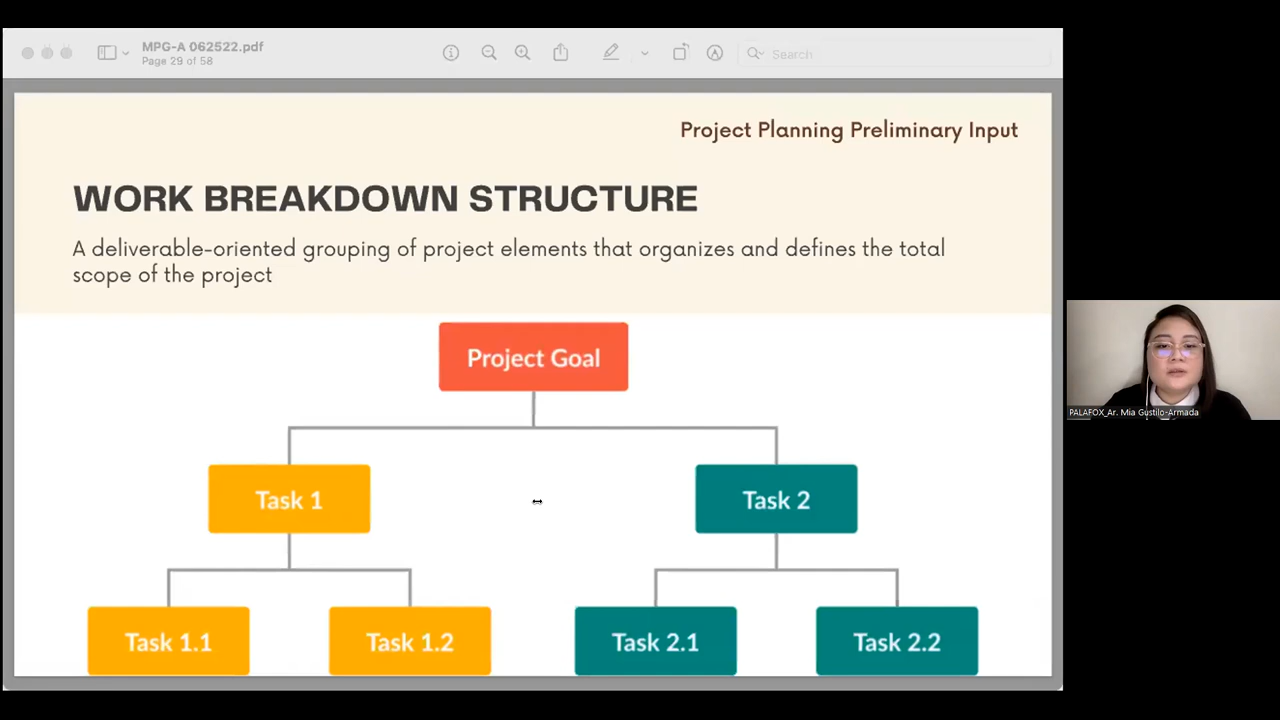 MPG-A 062522.pdf
Page 29 of 58
Search
Project Planning Preliminary Input
WORK BREAKDOWN STRUCTURE
A deliverable-oriented grouping of project elements that organizes and defines the total
scope of the project
Project Goal
Task 1
Task 2
Task 1.1
Task 1.2
Task 2.1
Task 2.2
PALAFOX_Ar. Mia Gustilo-Armada